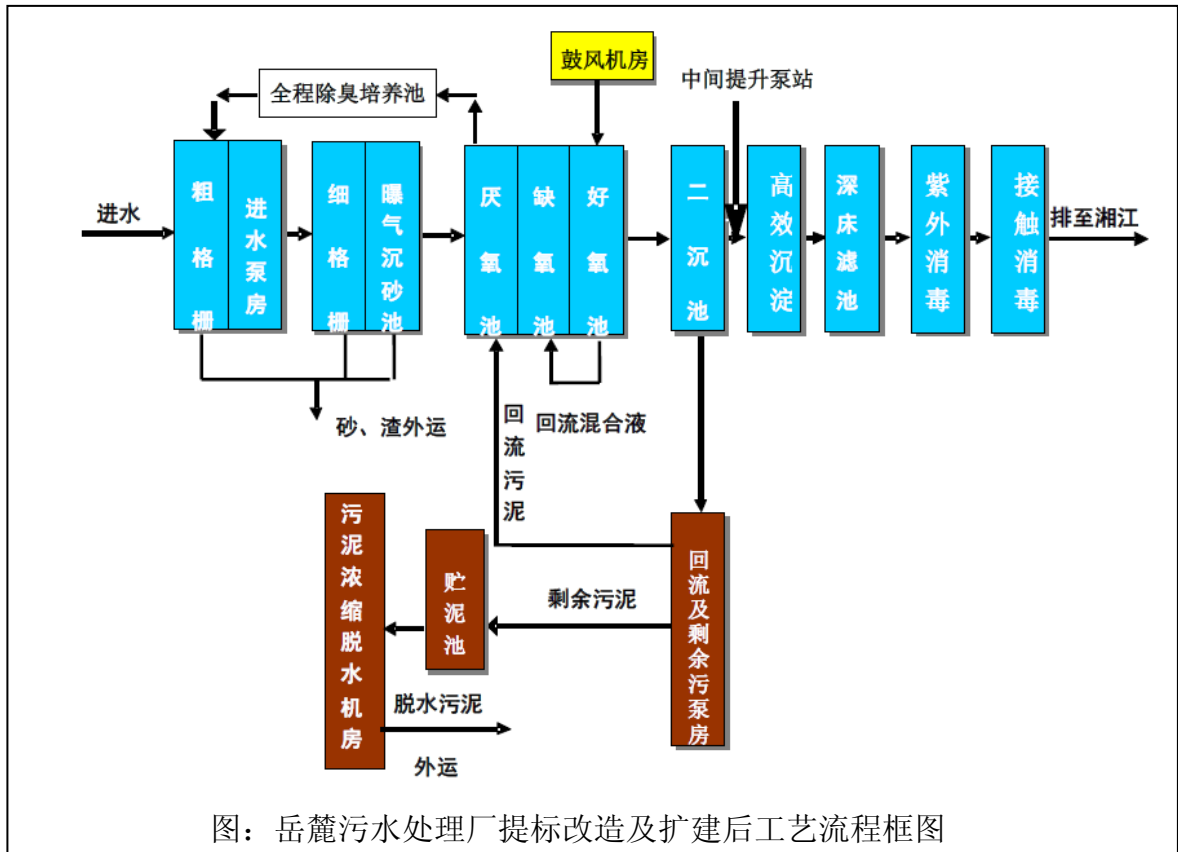 鼓风机房
中间提升泵站
全程除臭培养池
进水
粗格栅
进水泵房
细格栅
曝气沉砂池
厌氧池
缺氧池
好氧池
二沉池
高效沉淀
深床滤池
紫外消毒
接触消毒
排至湘江
砂、渣外运
回流污泥
回流混合液
污泥浓缩脱水机房
贮泥池
剩余污泥
回流及剩余污泵房
脱水污泥
外运
图：岳麓污水处理厂提标改造及扩建后工艺流程框图